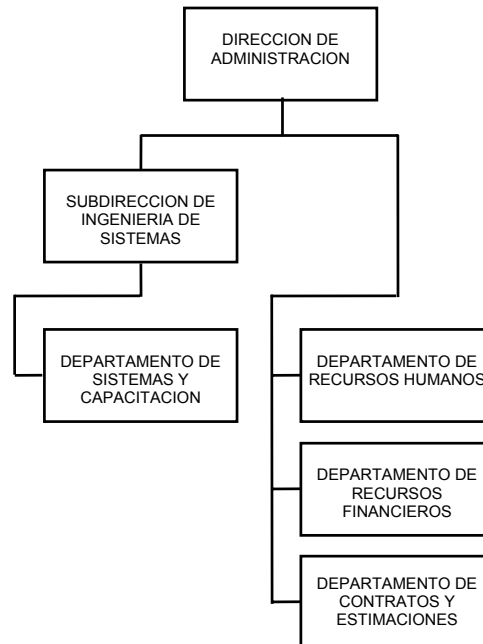 DIRECCION DE
ADMINISTRACION
SUBDIRECCION DE
INGENIERIA DE
SISTEMAS
DEPARTAMENTO DE
SISTEMAS Y
CAPACITACION
DEPARTAMENTO DE
RECURSOS HUMANOS
DEPARTAMENTO DE
RECURSOS
FINANCIEROS
DEPARTAMENTO DE
CONTRATOS Y
ESTIMACIONES